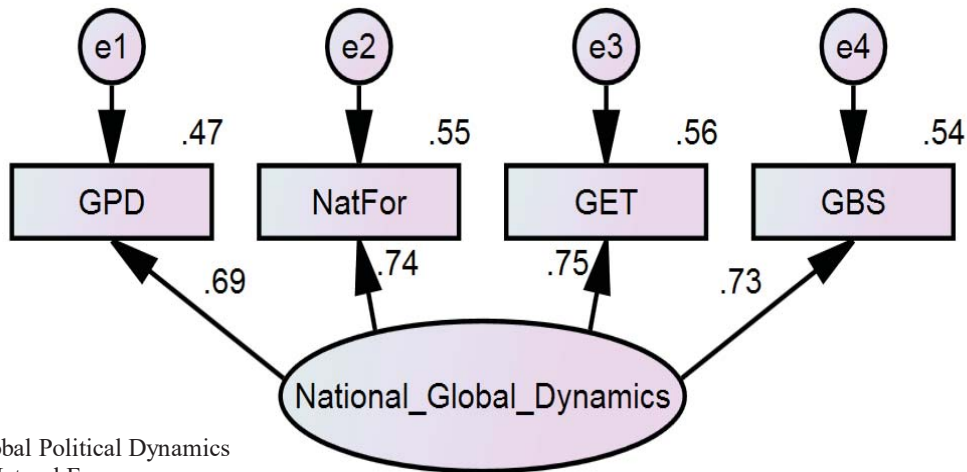 e1 e2 e3 e4
.47 .55 .56 .54
GPD NatFor GET GBS
.69 .74 .75 .73
National_Global_Dynamics
obal Political Dynamics